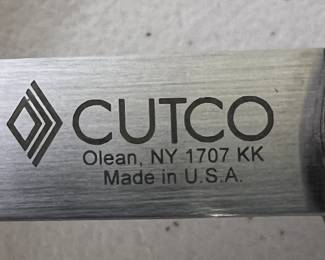 CUTCO
Olean, NY 1707 KK
Made in U.S.A.